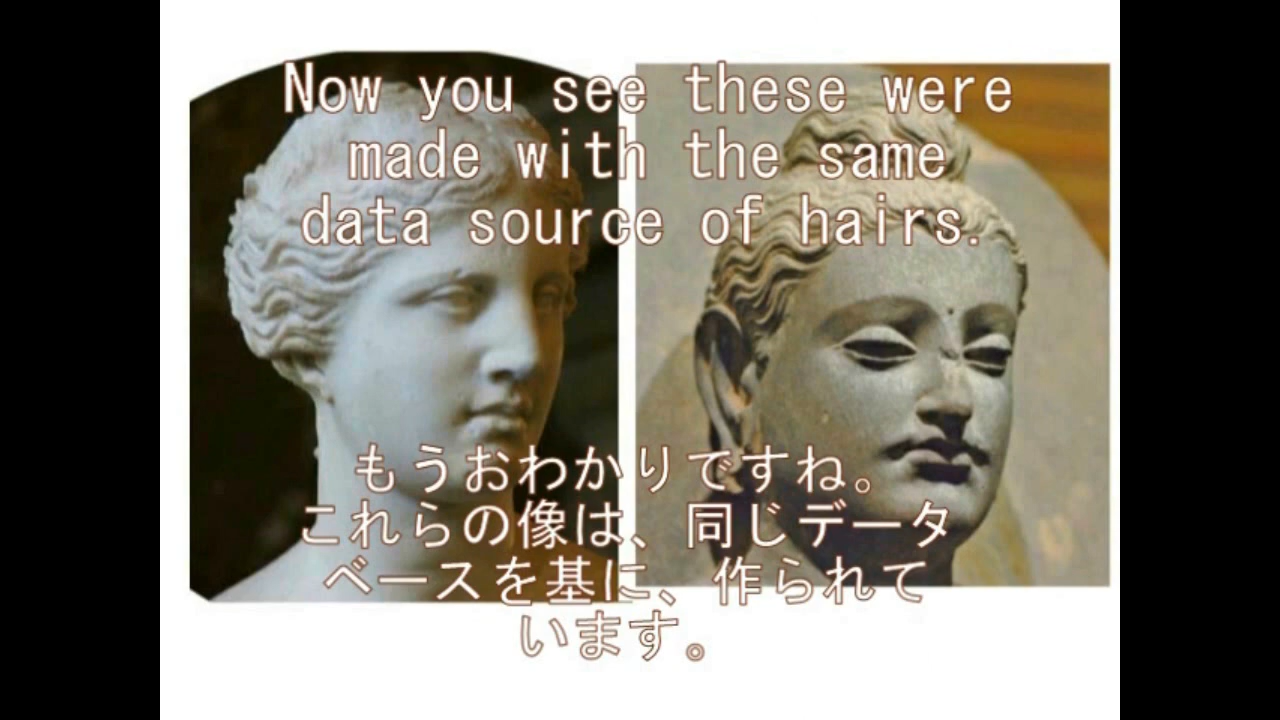 Now you see these were
made with the same
data source of hairs.
もうおわかりですね。
これらの像は、同じデータ
ベースを基に、作られて
います。